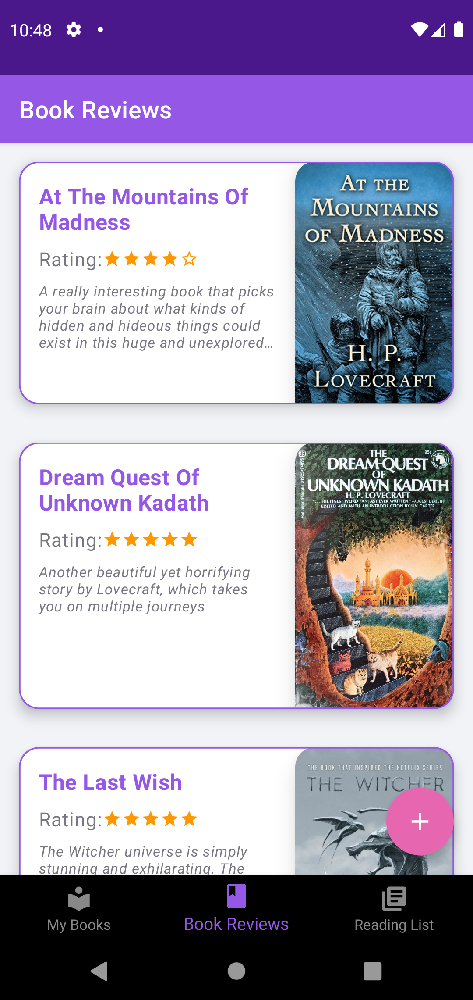 10:48
Book Reviews
At The Mountains Of
Madness
Rating:
A really interesting book that picks
your brain about what kinds of
hidden and hideous things could
exist in this huge and unexplored…
AT THE
MOUNTAINS
OF MADNESS
H. P.
LOVECRAFT
Dream Quest Of
Unknown Kadath
Rating:
Another beautiful yet horrifying
story by Lovecraft, which takes
you on multiple journeys
BB
Ballantine Books 01923•7•095
95¢
THE
DREAM-QUEST
OF
UNKNOWN KADATH
H. P. LOVECRAFT
"...THE FINEST WEIRD FANTASY EVER WRITTEN."—AUGUST DERLETH
EDITED AND WITH AN INTRODUCTION BY LIN CARTER
The Last Wish
Rating:
The Witcher universe is simply
stunning and exhilarating. The
THE BOOK THAT INSPIRED THE NETFLIX SERIES
THE WITCHER
My Books
Book Reviews
Reading List